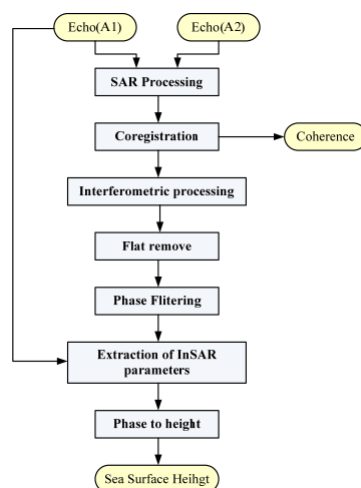 Echo(A1)
Echo(A2)
SAR Processing
Coregistration
Coherence
Interferometric processing
Flat remove
Phase Flitering
Extraction of InSAR
parameters
Phase to height
Sea Surface Heihgt